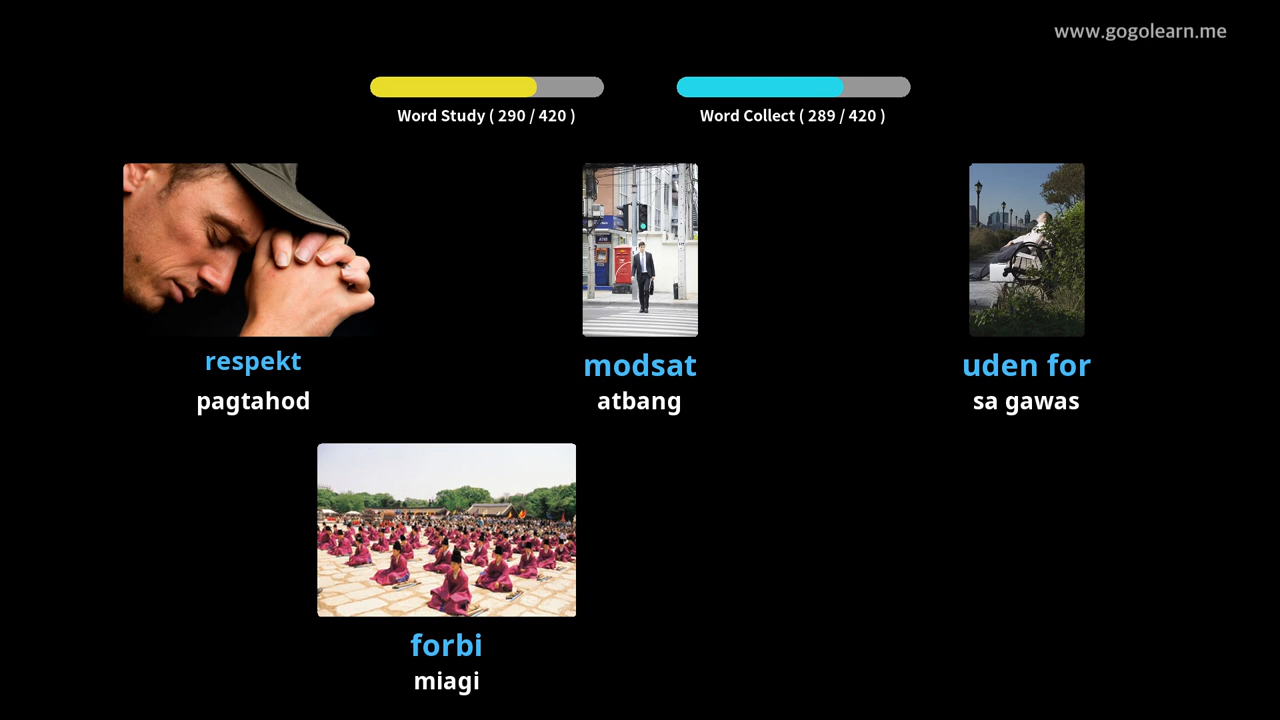 www.gogolearn.me
Word Study ( 290 / 420 )
Word Collect ( 289 / 420 )
respekt
pagtahod
modsat
atbang
uden for
sa gawas
forbi
miagi